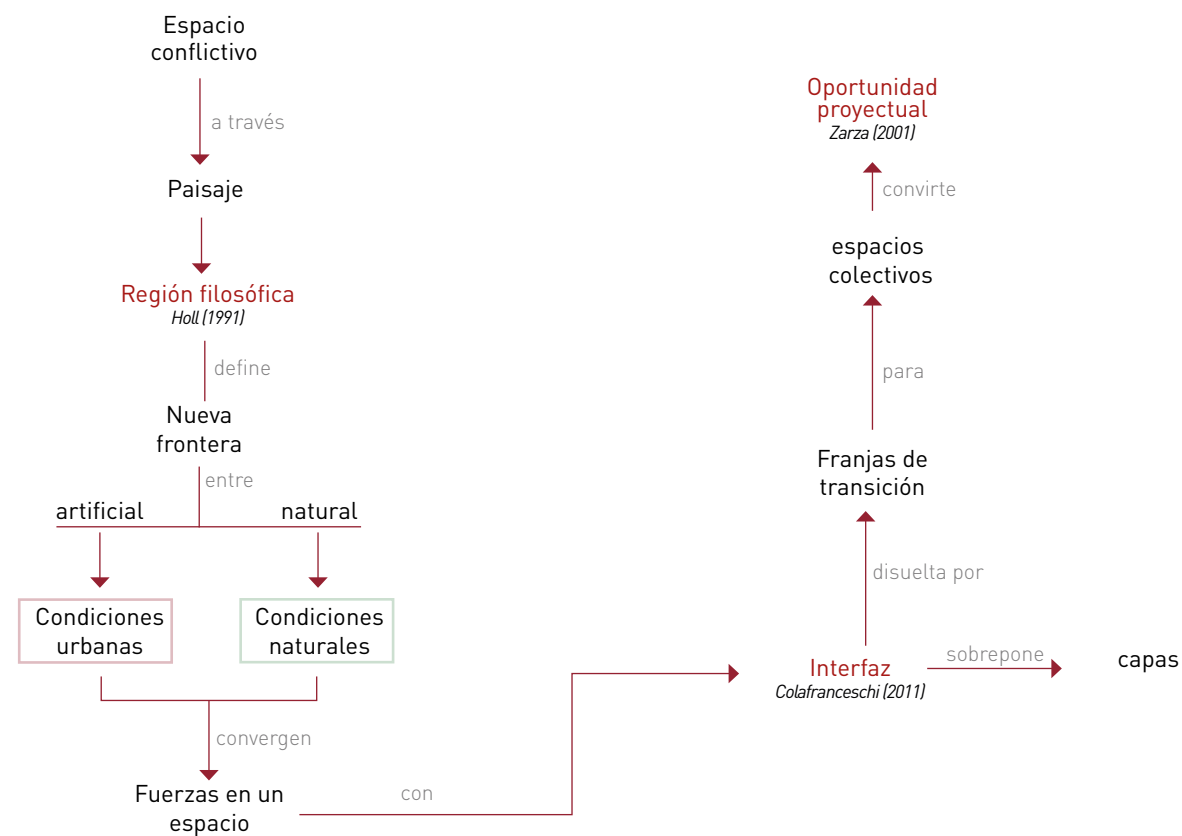 Espacio
conflictivo
a través
Paisaje
Región filosófica
Holl (1991)
define
Nueva
frontera
entre
artificial
natural
Condiciones
urbanas
Condiciones
naturales
convergen
Fuerzas en un
espacio
con
Interfaz
Colafranceschi (2011)
sobrepone
capas
disuelta por
Franjas de
transición
para
espacios
colectivos
convirte
Oportunidad
proyectual
Zarza (2001)